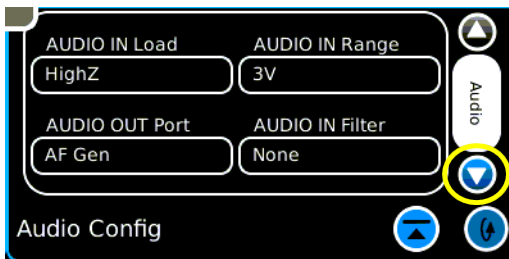 AUDIO IN Load
AUDIO IN Range
HighZ
3V
AUDIO OUT Port
AUDIO IN Filter
AF Gen
None
Audio
Audio Config